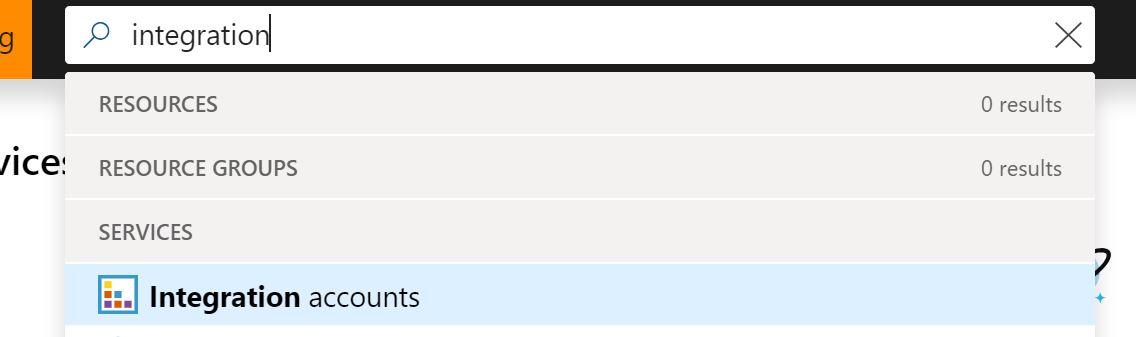 g
integration
RESOURCES 0 results
RESOURCE GROUPS 0 results
vices
SERVICES
Integration accounts